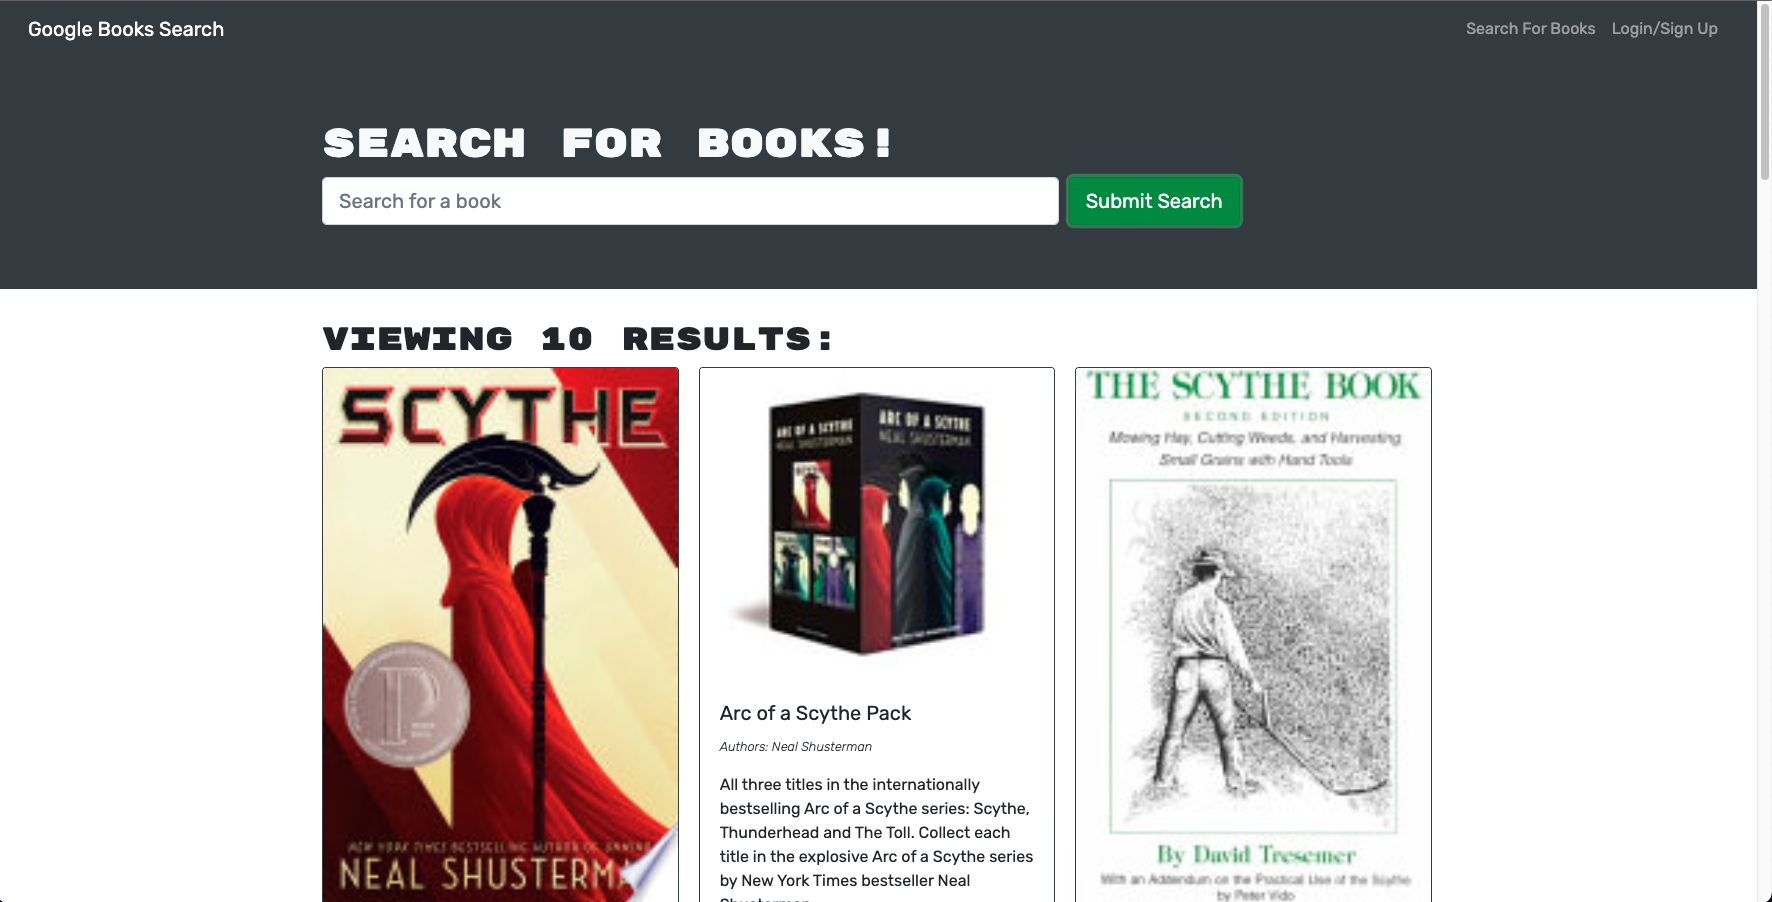 Google Books Search
Search For Books
Login/Sign Up
SEARCH FOR BOOKS!
Search for a book
Submit Search
VIEWING 10 RESULTS:
SCYTHE
NEW YORK TIMES BESTSELLING AUTHOR OF
NEAL SHUSTERMA
ARC OF A SCYTHE
NEAL SHUSTERMAN
ARC OF A SCYTHE
NEAL SHUSTERMAN
Arc of a Scythe Pack
Authors: Neal Shusterman
All three titles in the internationally
bestselling Arc of a Scythe series: Scythe,
Thunderhead and The Toll. Collect each
title in the explosive Arc of a Scythe series
by New York Times bestseller Neal
THE SCYTHE BOOK
SECOND EDITION
Mowing Hay, Cutting Weeds, and Harvesting
Small Grains with Hand Tools
By David Tresemer
With an Addendum on the Practical Use of the Scythe
by Peter Vido